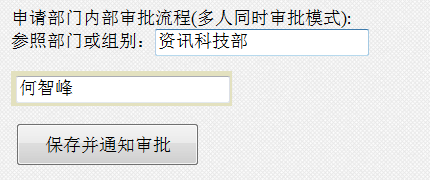 申请部门内部审批流程(多人同时审批模式):
参照部门或组别：资讯科技部
何智峰
保存并通知审批